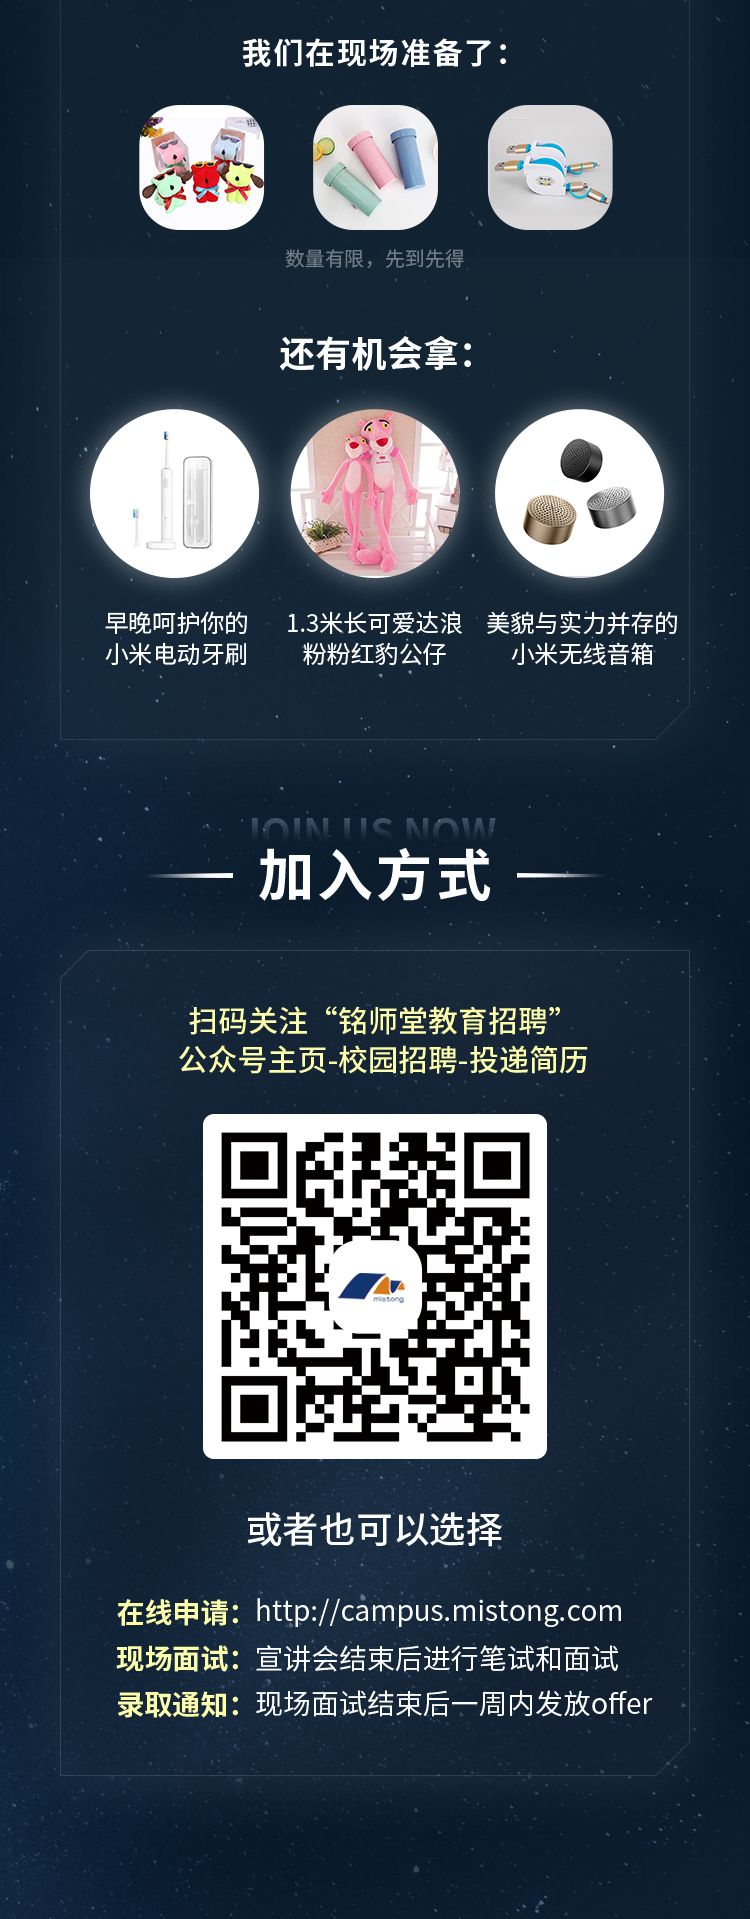 我们在现场准备了：
数量有限，先到先得
还有机会拿：
早晚呵护你的
小米电动牙刷
1.3米长可爱达浪
粉粉红豹公仔
美貌与实力并存的
小米无线音箱
JOIN US NOW
加入方式
扫码关注“铭师堂教育招聘”
公众号主页-校园招聘-投递简历
mistong
或者也可以选择
在线申请：http://campus.mistong.com
现场面试：宣讲会结束后进行笔试和面试
录取通知：现场面试结束后一周内发放offer